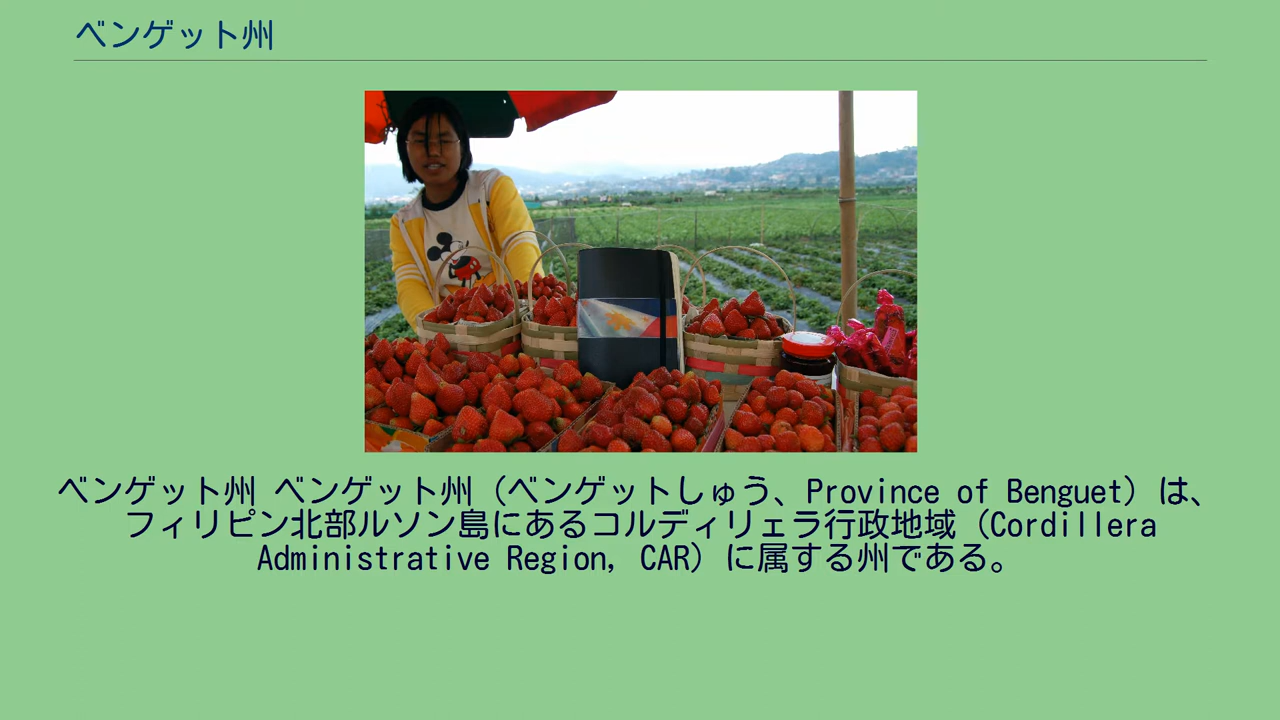 ベンゲット州
ベンゲット州 ベンゲット州（ベンゲットしゅう、Province of Benguet）は、
フィリピン北部ルソン島にあるコルディリェラ行政地域（Cordillera
Administrative Region, CAR）に属する州である。